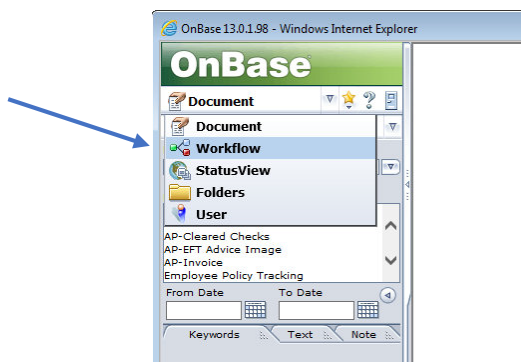 OnBase 13.0.1.98 - Windows Internet Explorer
OnBase
Document
Document
Workflow
StatusView
Folders
User
AP-Cleared Checks
AP-EFT Advice Image
AP-Invoice
Employee Policy Tracking
From Date To Date
Keywords Text Note